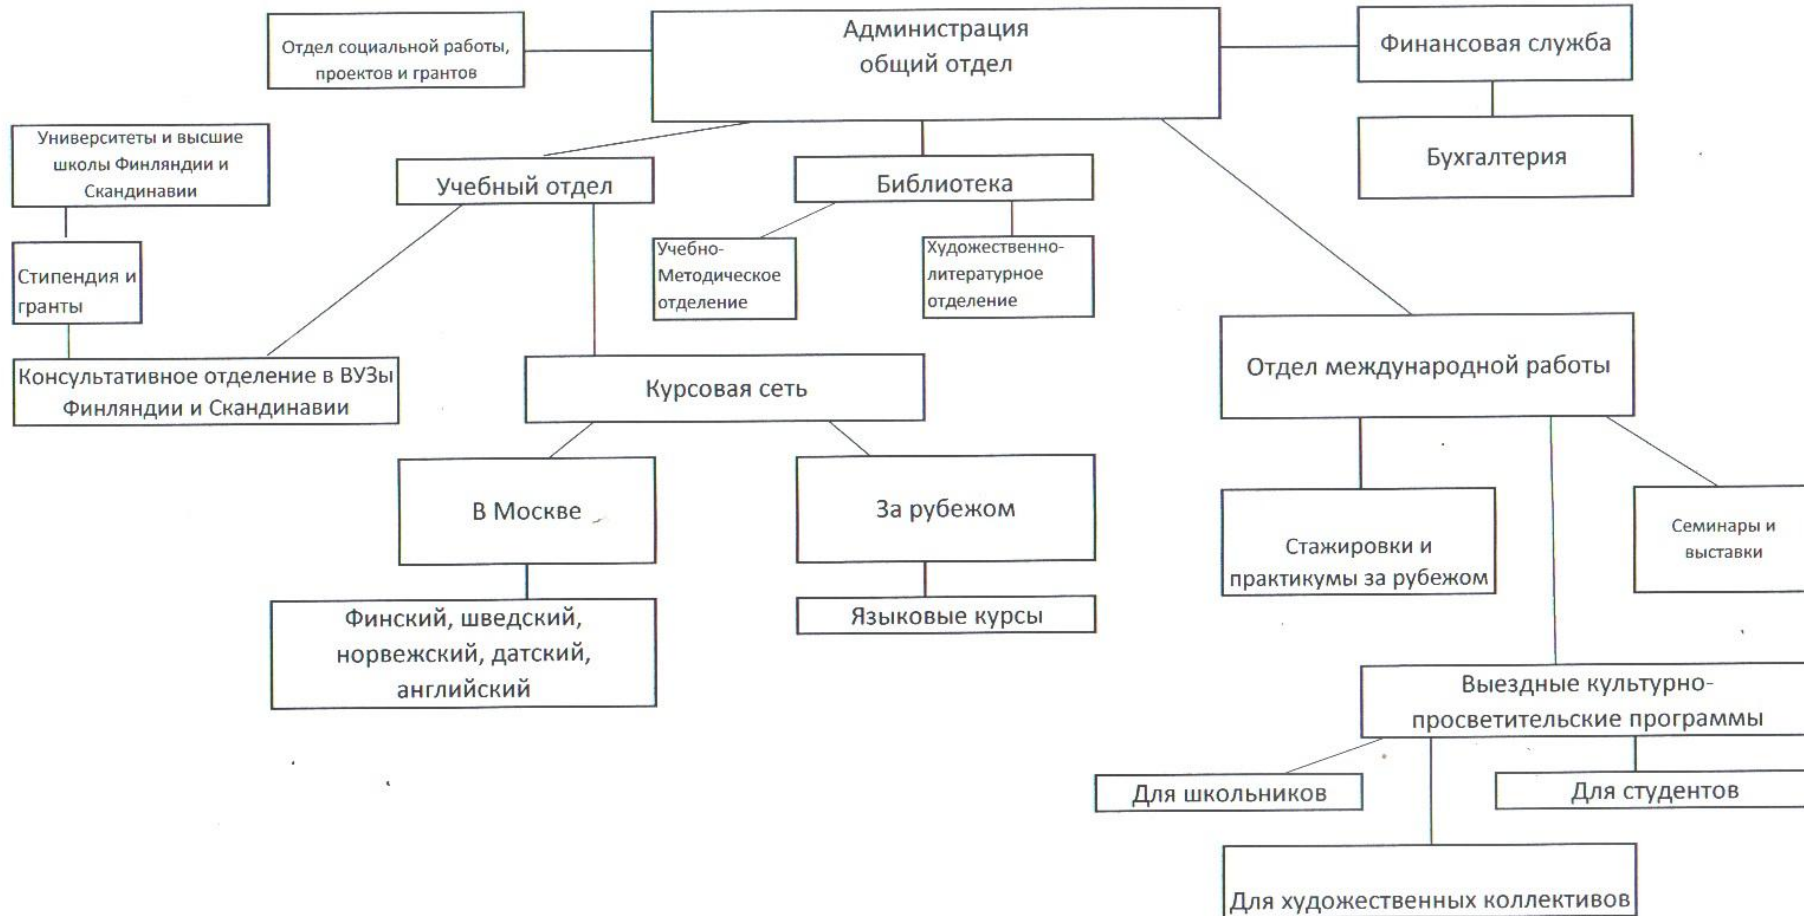 Администрация
общий отдел
Отдел социальной работы,
проектов и грантов
Финансовая служба
Бухгалтерия
Университеты и высшие
школы Финляндии и
Скандинавии
Учебный отдел
Библиотека
Стипендия и
гранты
Учебно-
Методическое
отделение
Художественно-
литературное
отделение
Консультативное отделение в ВУЗы
Финляндии и Скандинавии
Курсовая сеть
Отдел международной работы
В Москве
За рубежом
Стажировки и
практикумы за рубежом
Семинары и
выставки
Финский, шведский,
норвежский, датский,
английский
Языковые курсы
Выездные культурно-
просветительские программы
Для школьников
Для студентов
Для художественных коллективов